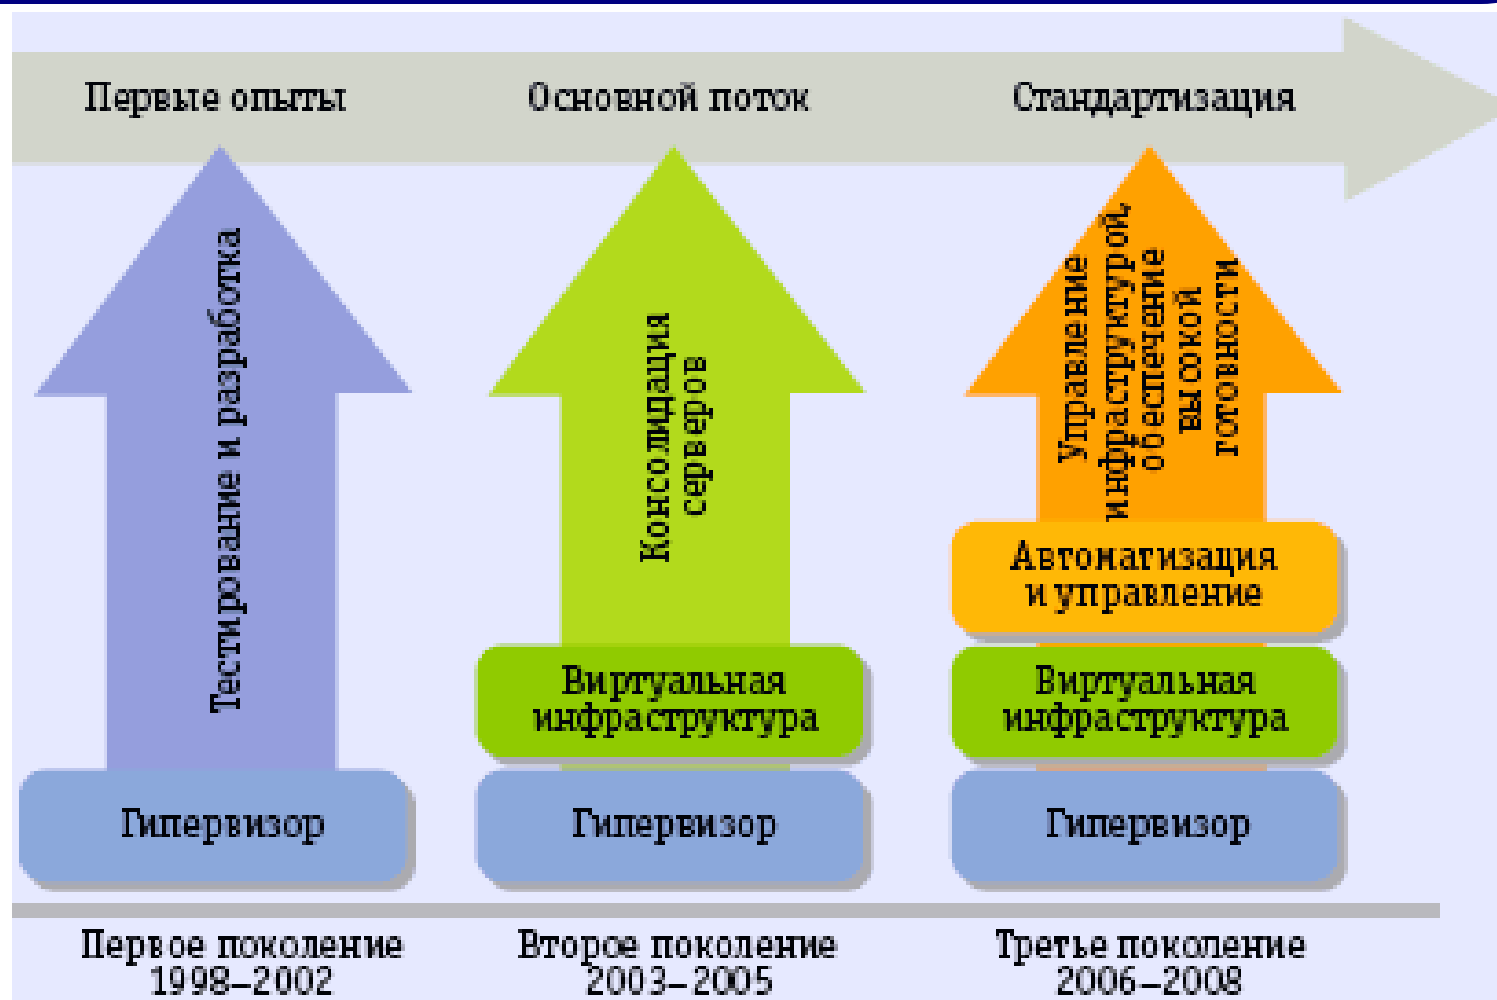 Первые опыты
Основной поток
Стандартизация
Тестирование и разработка
Консолидация
серверов
Управление
инфраструктурой,
обеспечение
высокой
готовности
Автоматизация
и управление
Виртуальная
инфраструктура
Виртуальная
инфраструктура
Гипервизор
Гипервизор
Гипервизор
Первое поколение
1998–2002
Второе поколение
2003–2005
Третье поколение
2006–2008